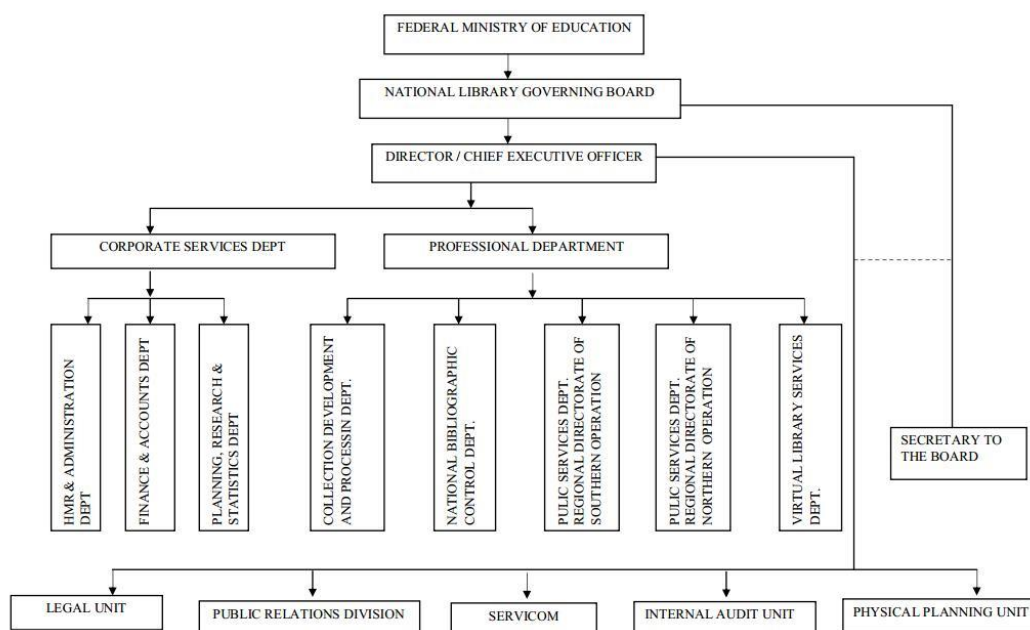 FEDERAL MINISTRY OF EDUCATION
NATIONAL LIBRARY GOVERNING BOARD
DIRECTOR / CHIEF EXECUTIVE OFFICER
CORPORATE SERVICES DEPT
PROFESSIONAL DEPARTMENT
HMR & ADMINISTRATION
DEPT
FINANCE & ACCOUNTS DEPT
PLANNING, RESEARCH &
STATISTICS DEPT
COLLECTION DEVELOPMENT
AND PROCESSIN DEPT.
NATIONAL BIBLIOGRAPHIC
CONTROL DEPT.
PULIC SERVICES DEPT.
REGIONAL DIRECTORATE OF
SOUTHERN OPERATION
PULIC SERVICES DEPT.
REGIONAL DIRECTORATE OF
NORTHERN OPERATION
VIRTUAL LIBRARY SERVICES
DEPT.
SECRETARY TO
THE BOARD
LEGAL UNIT
PUBLIC RELATIONS DIVISION
SERVICOM
INTERNAL AUDIT UNIT
PHYSICAL PLANNING UNIT